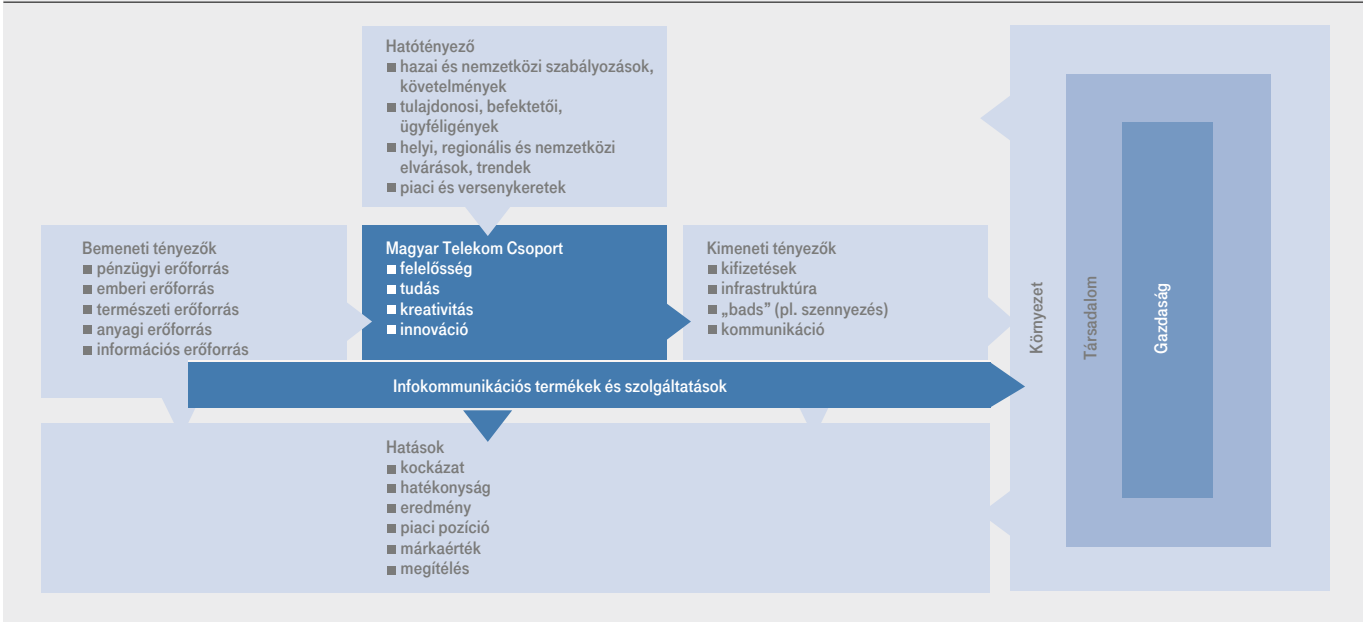 Hatótényező
■ hazai és nemzetközi szabályozások,
követelmények
■ tulajdonosi, befektetői,
ügyféligények
■ helyi, regionális és nemzetközi
elvárások, trendek
■ piaci és versenykeretek
Bemeneti tényezők
■ pénzügyi erőforrás
■ emberi erőforrás
■ természeti erőforrás
■ anyagi erőforrás
■ információs erőforrás
Magyar Telekom Csoport
■ felelősség
■ tudás
■ kreativitás
■ innováció
Kimeneti tényezők
■ kifizetések
■ infrastruktúra
■ „bads” (pl. szennyezés)
■ kommunikáció
Infokommunikációs termékek és szolgáltatások
Hatások
■ kockázat
■ hatékonyság
■ eredmény
■ piaci pozíció
■ márkaérték
■ megítélés
Környezet
Társadalom
Gazdaság